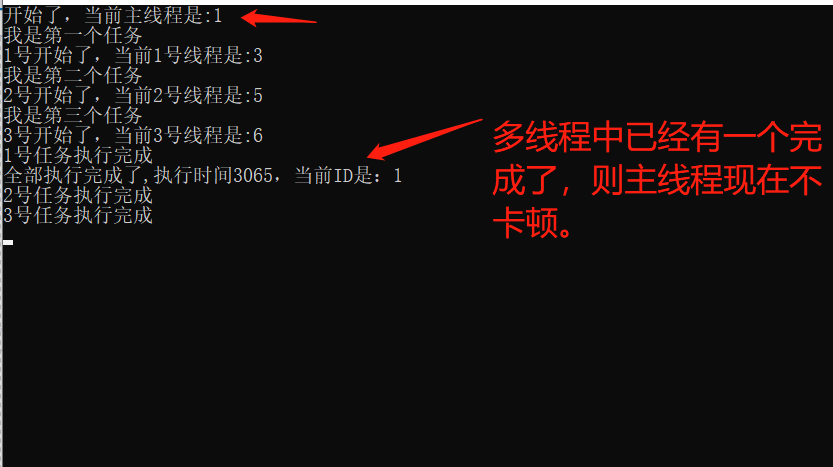 开始了，当前主线程是:1
我是第一个任务
1号开始了，当前1号线程是:3
我是第二个任务
2号开始了，当前2号线程是:5
我是第三个任务
3号开始了，当前3号线程是:6
1号任务执行完成
全部执行完成了,执行时间3065，当前ID是：1
2号任务执行完成
3号任务执行完成
多线程中已经有一个完
成了，则主线程现在不
卡顿。